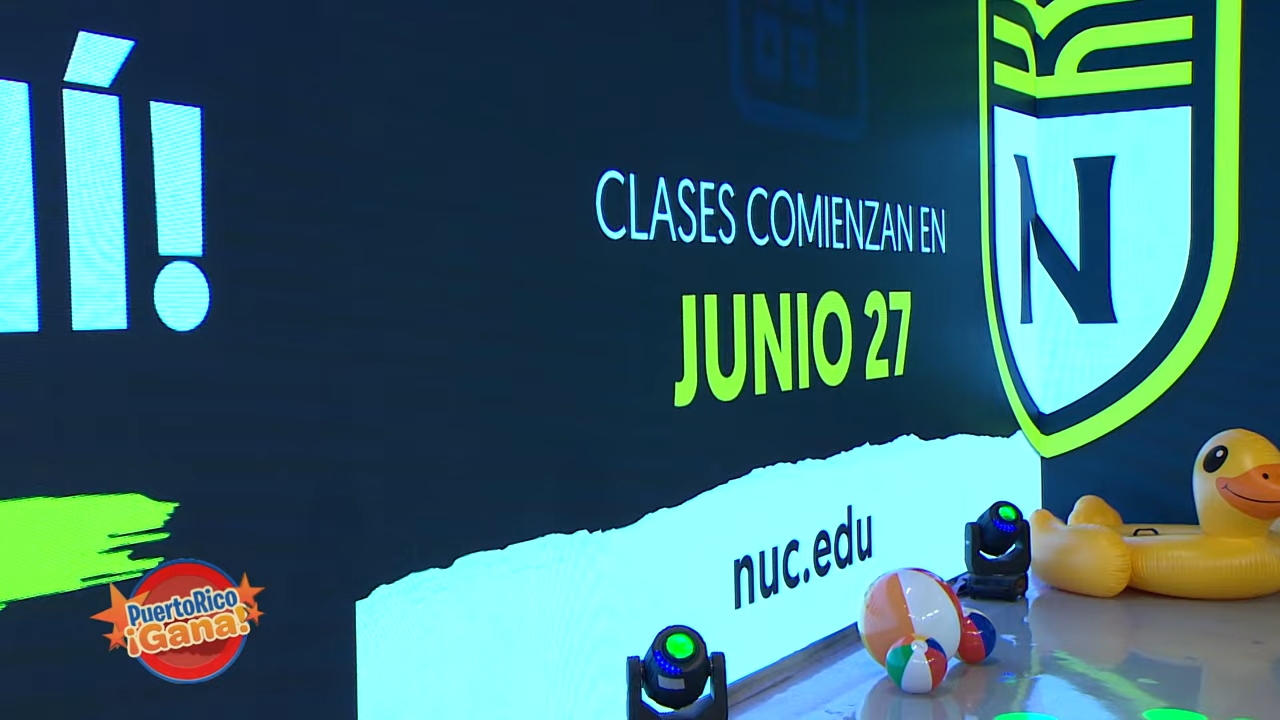 Í!
CLASES COMIENZAN EN
JUNIO 27
N
nuc.edu
PuertoRico
¡Gana!